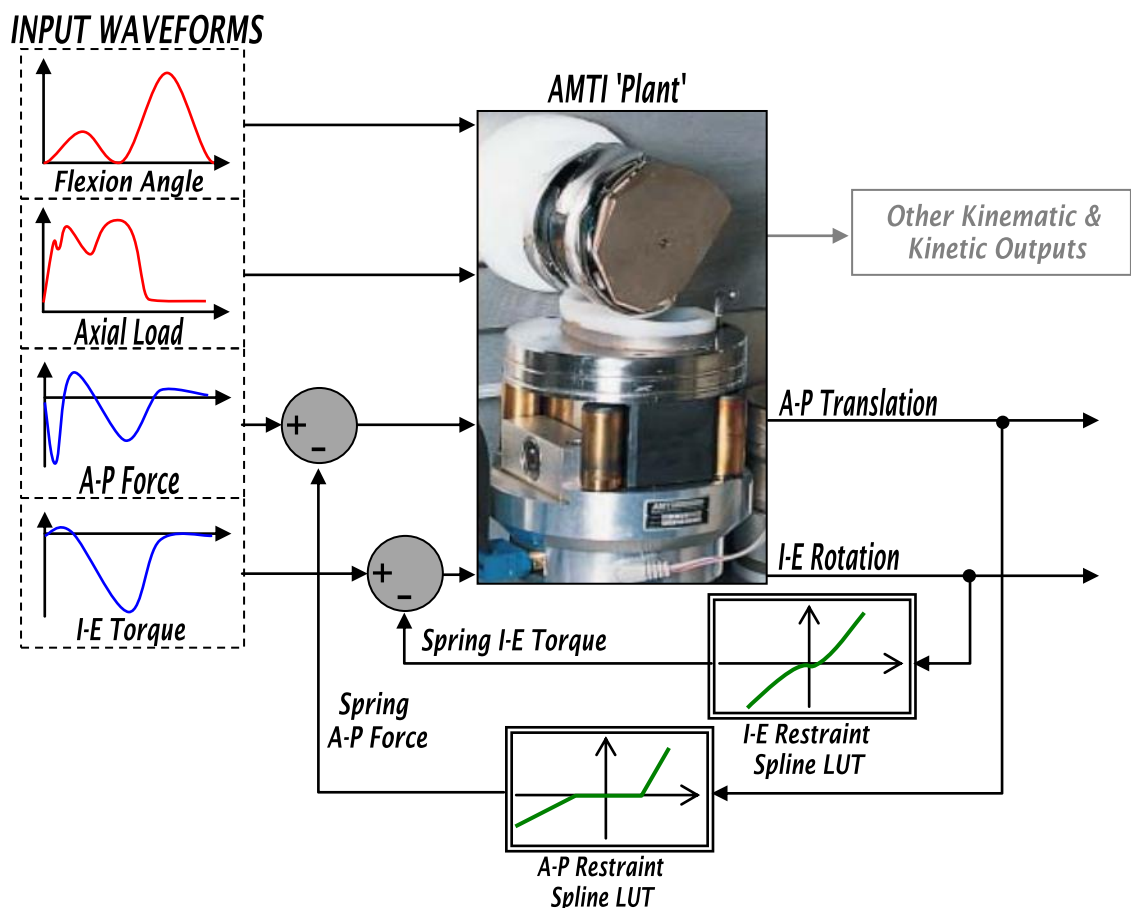 INPUT WAVEFORMS
Flexion Angle
Axial Load
A-P Force
I-E Torque
+
-
+
-
AMTI 'Plant'
AMTI
Other Kinematic &
Kinetic Outputs
A-P Translation
I-E Rotation
Spring I-E Torque
Spring
A-P Force
I-E Restraint
Spline LUT
A-P Restraint
Spline LUT